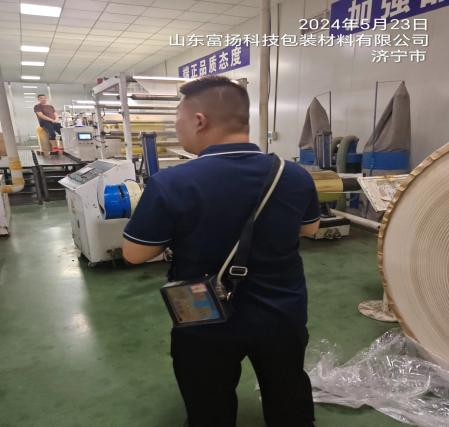 2024年5月23日
山东富扬科技包装材料有限公司
济宁市
加强品
端正品质态度